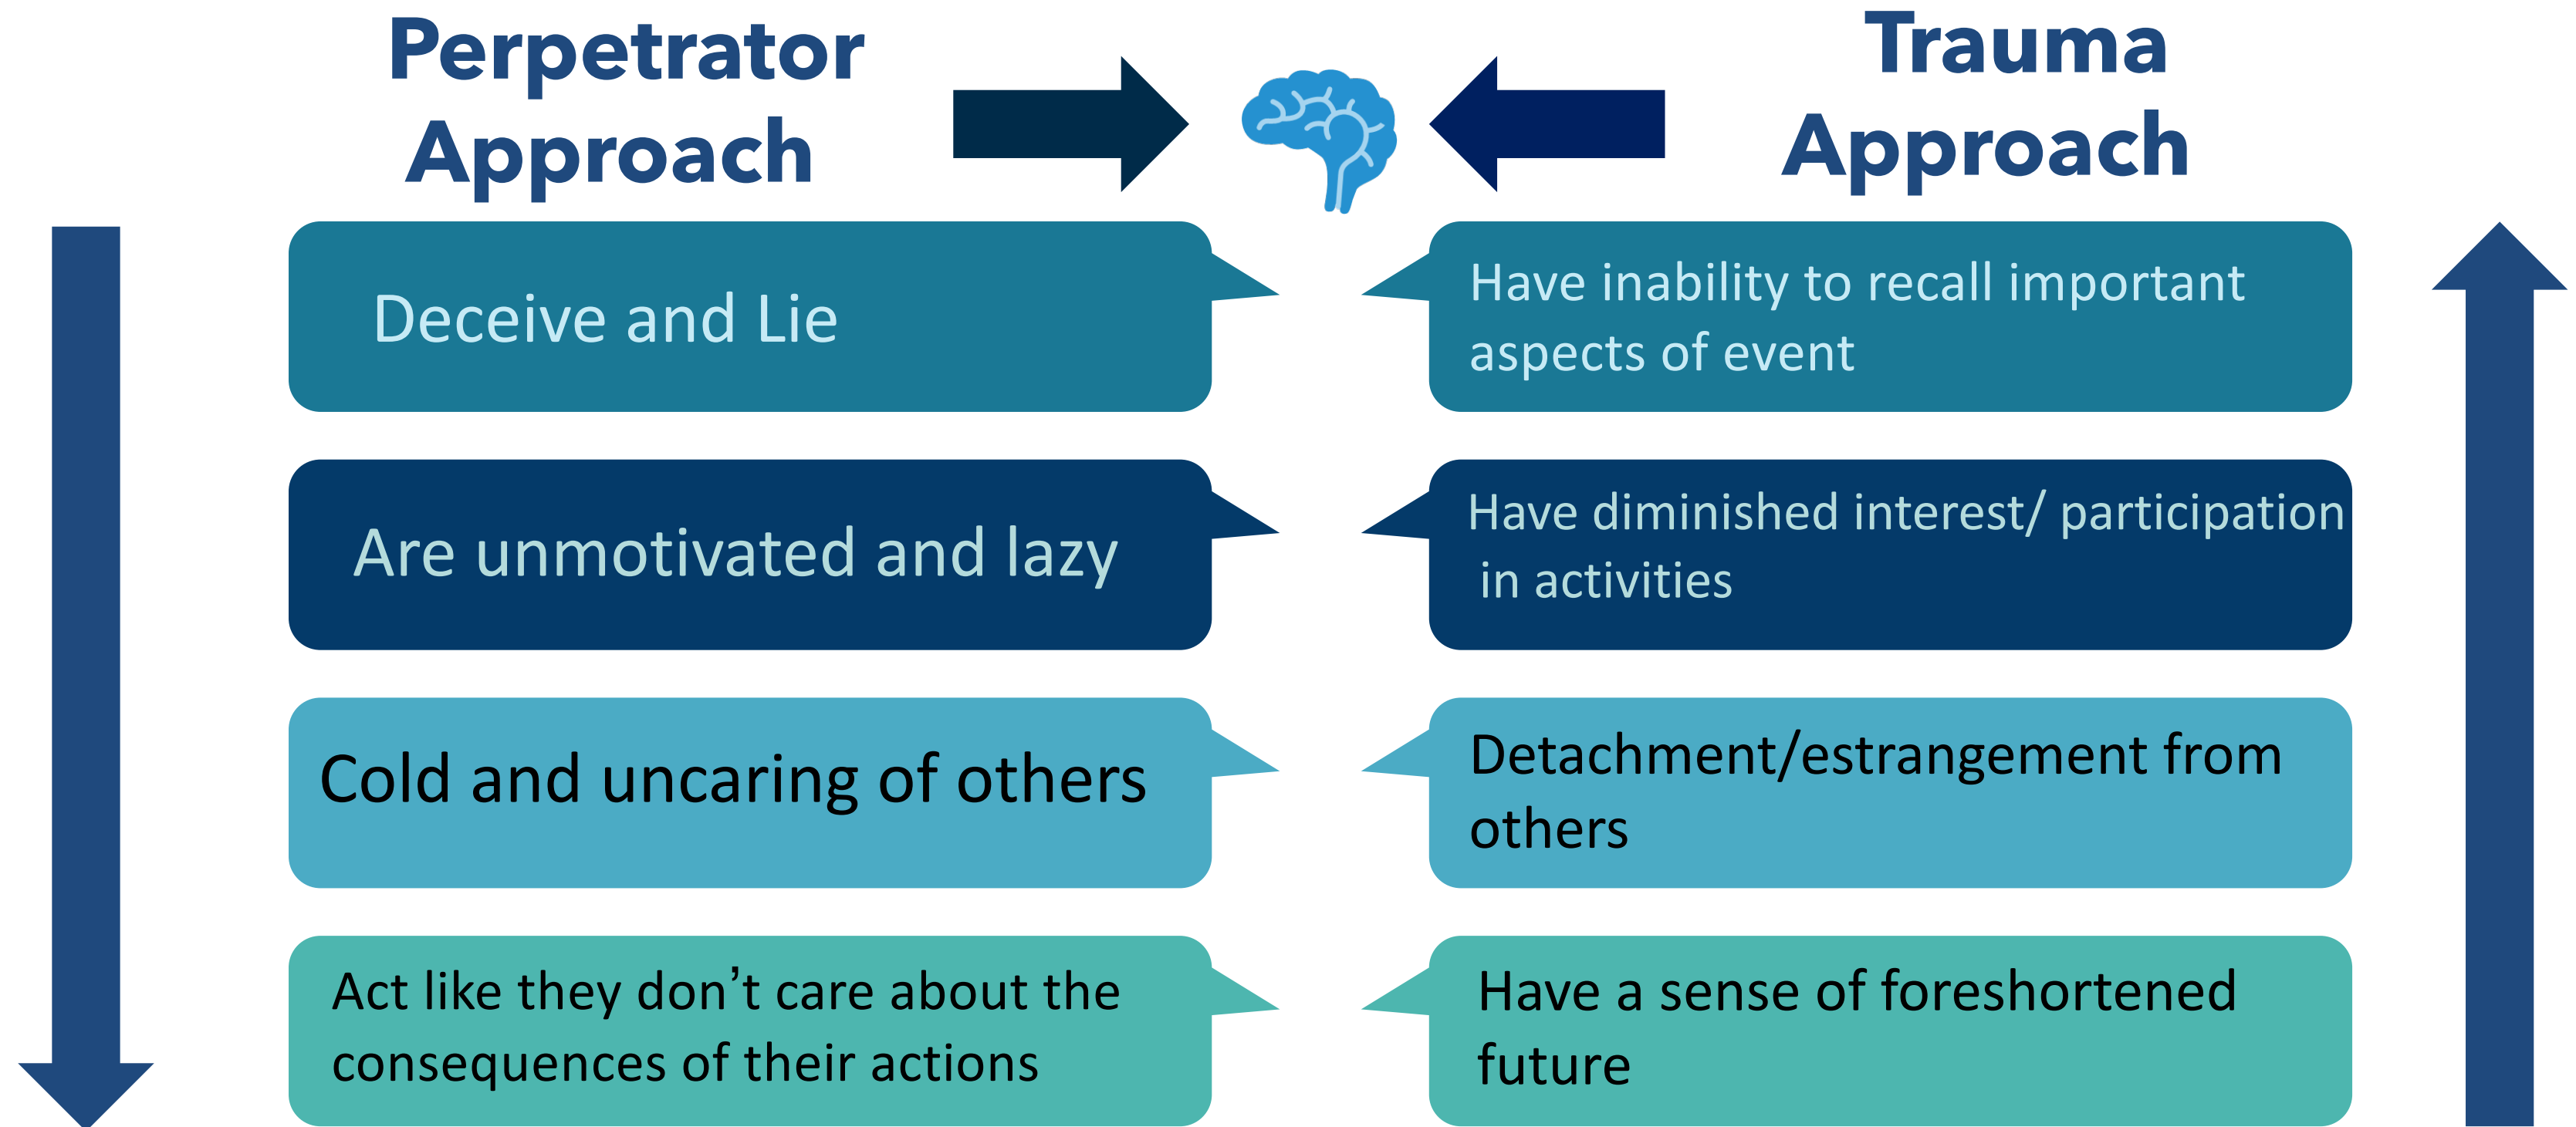 Perpetrator
Approach
Trauma
Approach
Deceive and Lie
Have inability to recall important
aspects of event
Are unmotivated and lazy
Have diminished interest/ participation
in activities
Cold and uncaring of others
Detachment/estrangement from
others
Act like they don’t care about the
consequences of their actions
Have a sense of foreshortened
future